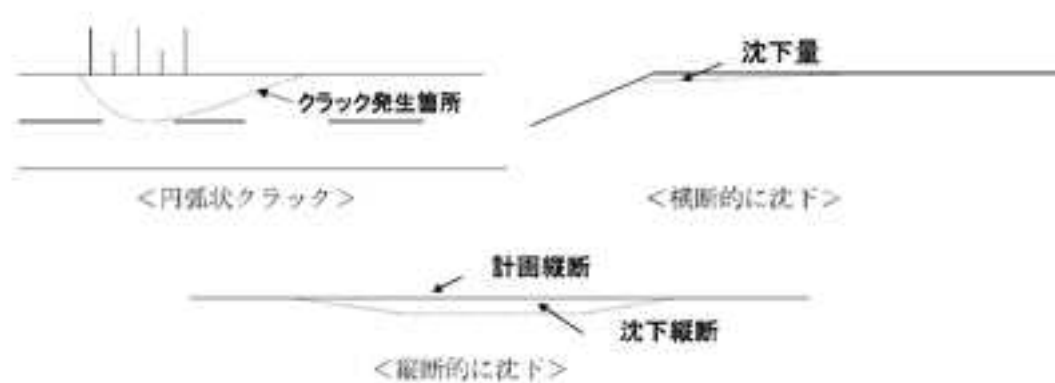 沈下量
クラック発生箇所
＜円弧状クラック＞
＜横断的に沈下＞
計画縦断
沈下縦断
＜縦断的に沈下＞